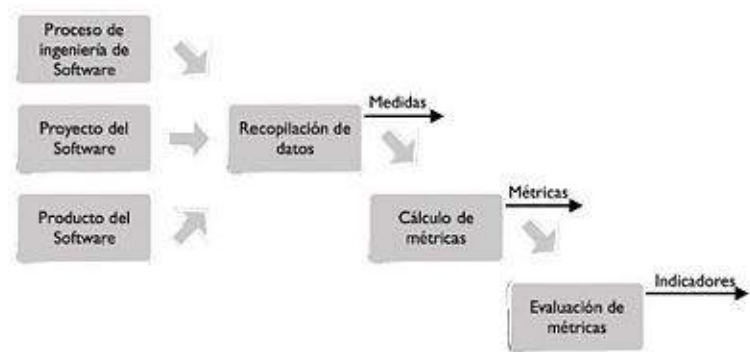 Proceso de
ingeniería de
Software
Proyecto del
Software
Producto del
Software
Recopilación de
datos
Medidas
Cálculo de
métricas
Métricas
Evaluación de
métricas
Indicadores